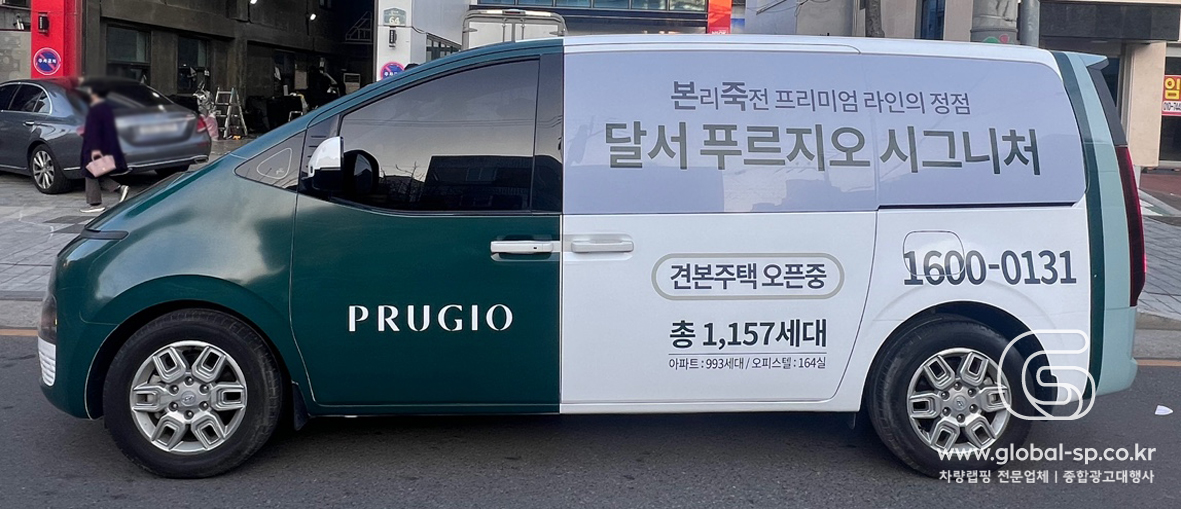 본리죽전 프리미엄 라인의 정점
달서 푸르지오 시그니처
견본주택 오픈중
1600-0131
PRUGIO
총 1,157세대
아파트 : 993세대 / 오피스텔 : 164실
www.global-sp.co.kr
차량랩핑 전문업체 | 종합광고대행사